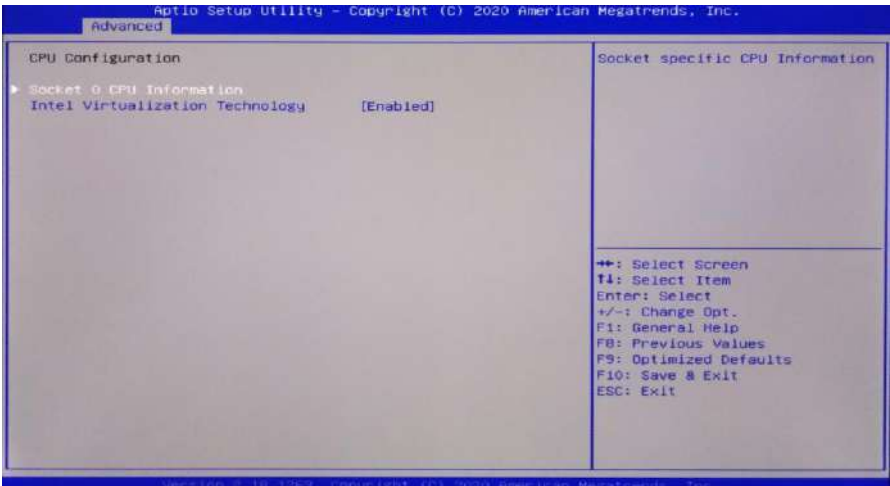 Aptio Setup Utility – Copyright (C) 2020 American Megatrends, Inc.
Advanced
CPU Configuration
Socket 0 CPU Information
Intel Virtualization Technology [Enabled]
Socket specific CPU Information
→←: Select Screen
↑↓: Select Item
Enter: Select
+/-: Change Opt.
F1: General Help
F8: Previous Values
F9: Optimized Defaults
F10: Save & Exit
ESC: Exit
Copyright (C) 2020 American Megatrends, Inc.